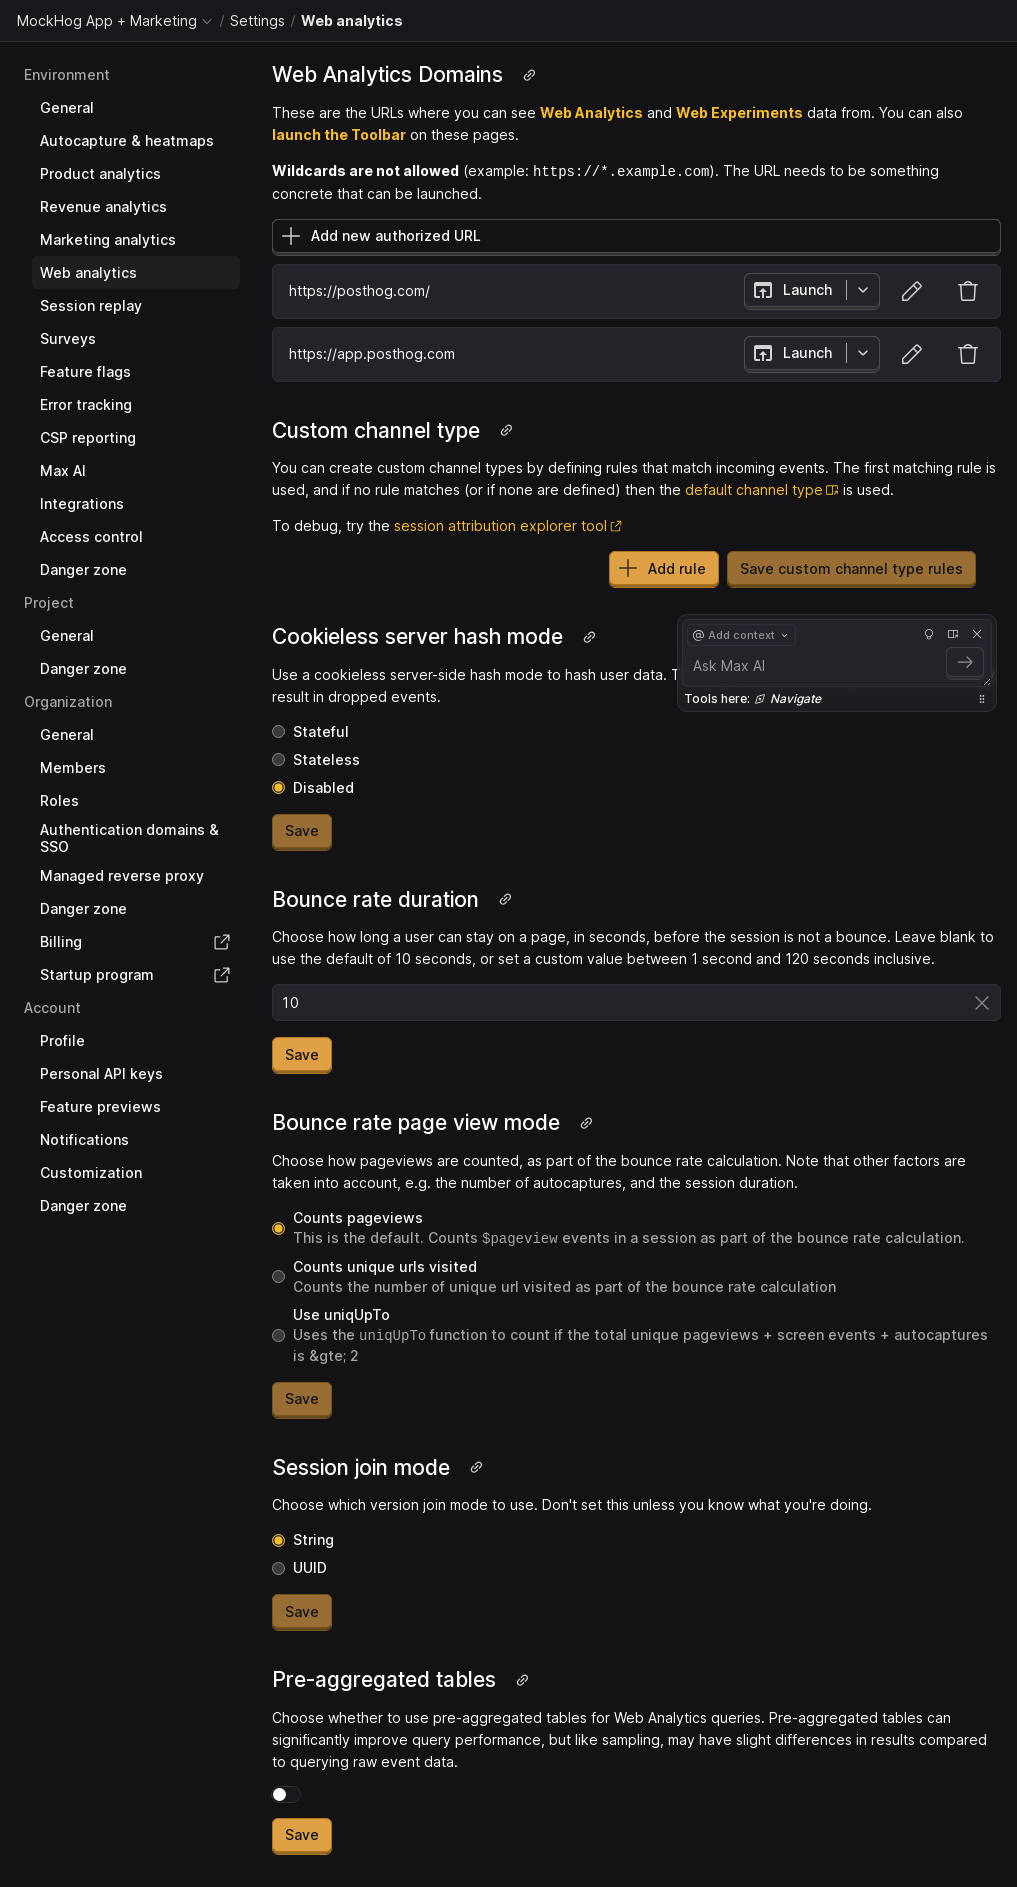 MockHog App + Marketing / Settings / Web analytics
Environment
General
Autocapture & heatmaps
Product analytics
Revenue analytics
Marketing analytics
Web analytics
Session replay
Surveys
Feature flags
Error tracking
CSP reporting
Max AI
Integrations
Access control
Danger zone
Project
General
Danger zone
Organization
General
Members
Roles
Authentication domains &
SSO
Managed reverse proxy
Danger zone
Billing
Startup program
Account
Profile
Personal API keys
Feature previews
Notifications
Customization
Danger zone
Web Analytics Domains
These are the URLs where you can see Web Analytics and Web Experiments data from. You can also
launch the Toolbar on these pages.
Wildcards are not allowed (example: https://*.example.com). The URL needs to be something
concrete that can be launched.
Add new authorized URL
https://posthog.com/
Launch
https://app.posthog.com
Launch
Custom channel type
You can create custom channel types by defining rules that match incoming events. The first matching rule is
used, and if no rule matches (or if none are defined) then the default channel type is used.
To debug, try the session attribution explorer tool
Add rule
Save custom channel type rules
Cookieless server hash mode
Use a cookieless server-side hash mode to hash user data. T
result in dropped events.
@ Add context
Ask Max AI
Tools here: Navigate
Stateful
Stateless
Disabled
Save
Bounce rate duration
Choose how long a user can stay on a page, in seconds, before the session is not a bounce. Leave blank to
use the default of 10 seconds, or set a custom value between 1 second and 120 seconds inclusive.
10
Save
Bounce rate page view mode
Choose how pageviews are counted, as part of the bounce rate calculation. Note that other factors are
taken into account, e.g. the number of autocaptures, and the session duration.
Counts pageviews
This is the default. Counts $pageview events in a session as part of the bounce rate calculation.
Counts unique urls visited
Counts the number of unique url visited as part of the bounce rate calculation
Use uniqUpTo
Uses the uniqUpTo function to count if the total unique pageviews + screen events + autocaptures
is &gte; 2
Save
Session join mode
Choose which version join mode to use. Don't set this unless you know what you're doing.
String
UUID
Save
Pre-aggregated tables
Choose whether to use pre-aggregated tables for Web Analytics queries. Pre-aggregated tables can
significantly improve query performance, but like sampling, may have slight differences in results compared
to querying raw event data.
Save